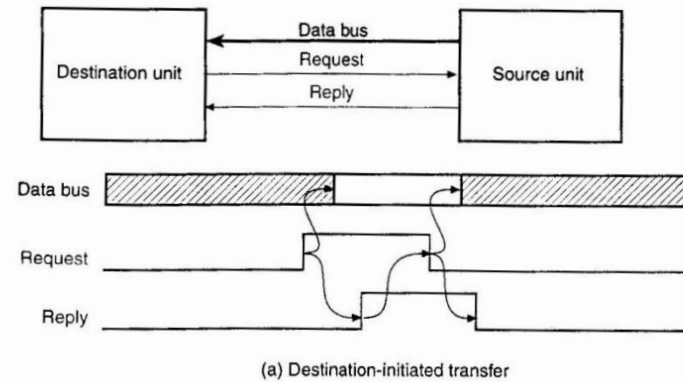 Data bus
Destination unit
Request
Source unit
Reply
Data bus
Request
Reply
(a) Destination-initiated transfer